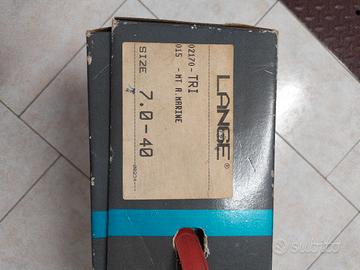 LANGE®
02170- TRI
015 - MT A.MARINE
SIZE 7.0-40
Subito